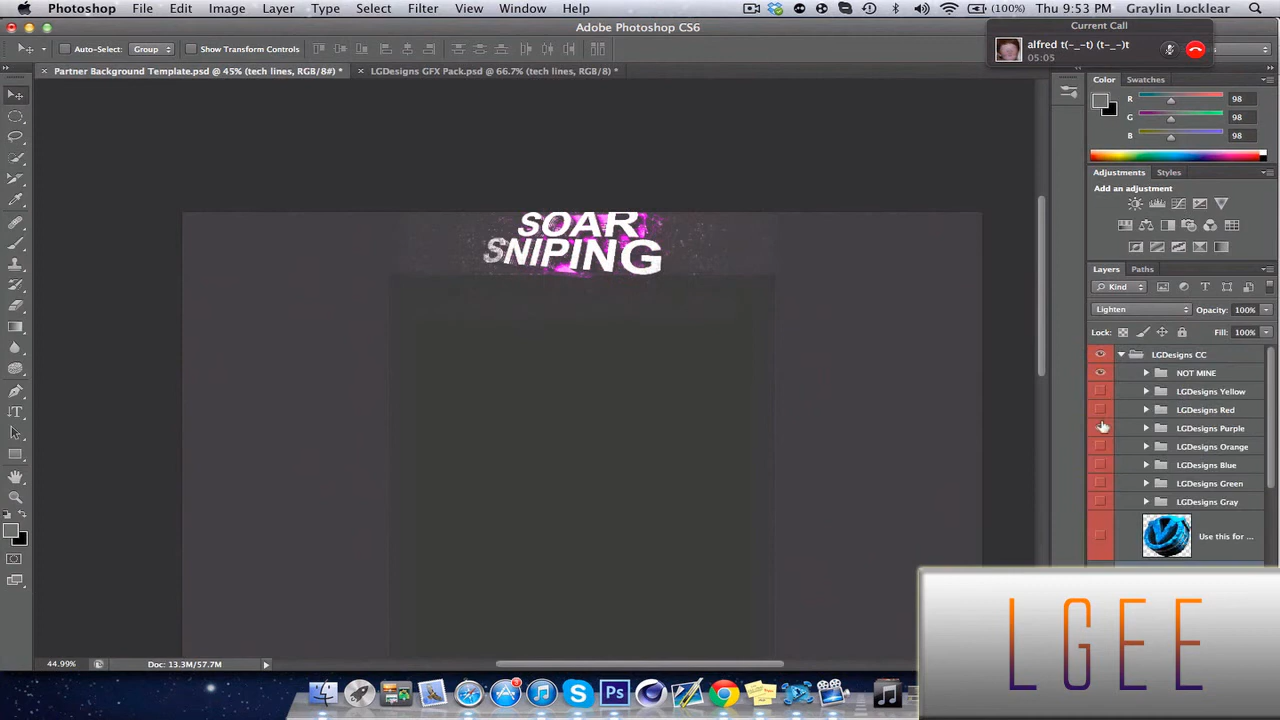 Photoshop File Edit Image Layer Type Select Filter View Window Help (100%) Thu 9:53 PM Graylin Locklear
Adobe Photoshop CS6
Current Call
alfred t(-_-t) (t-_-)t
05:05
Auto-Select: Group Show Transform Controls
Partner Background Template.psd @ 45% (tech lines, RGB/8#) * LGDesigns GFX Pack.psd @ 66.7% (tech lines, RGB/8) *
Color Swatches
R 98
G 98
B 98
Adjustments Styles
Add an adjustment
Layers Paths
Kind
Lighten Opacity: 100%
Lock: Fill: 100%
LGDesigns CC
NOT MINE
LGDesigns Yellow
LGDesigns Red
LGDesigns Purple
LGDesigns Orange
LGDesigns Blue
LGDesigns Green
LGDesigns Gray
Use this for ...
SOAR
SNIPING
LGEE
44.99% Doc: 13.3M/57.7M